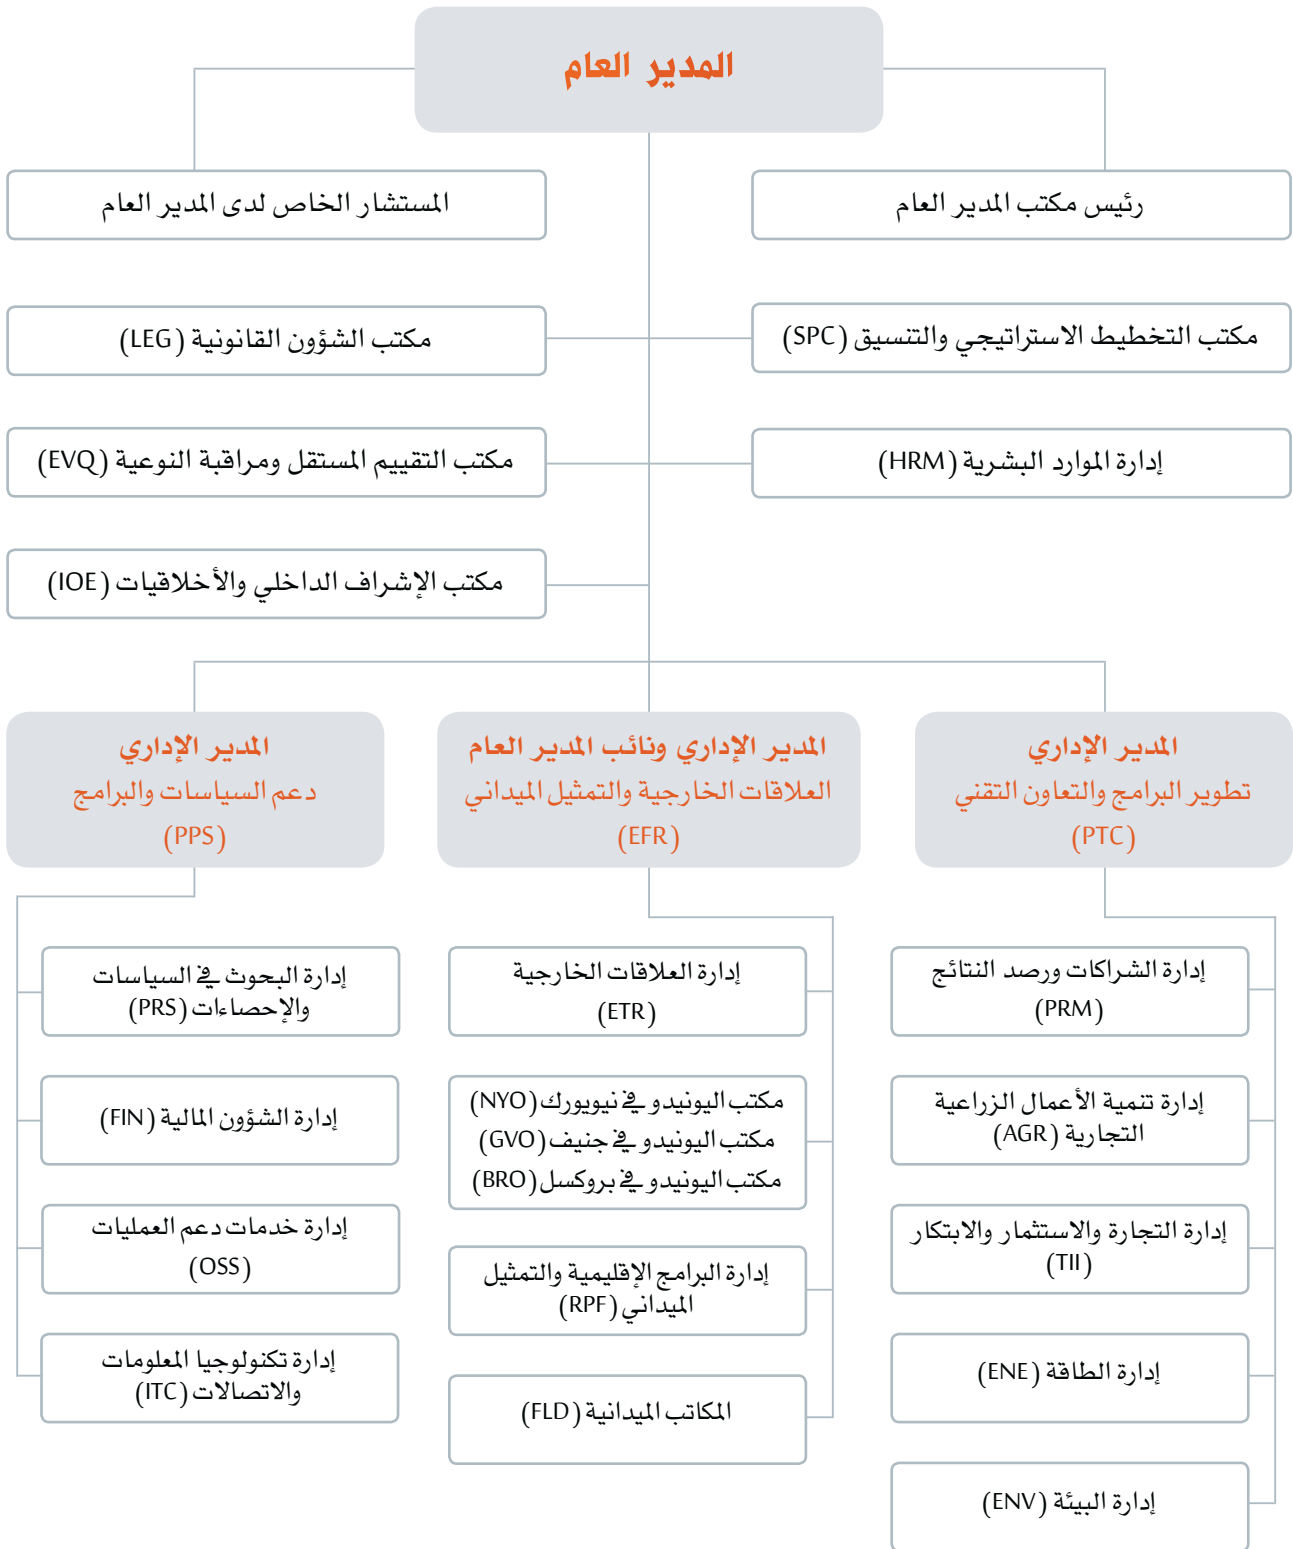 المدير العام
رئيس مكتب المدير العام
المستشار الخاص لدى المدير العام
مكتب التخطيط الاستراتيجي والتنسيق (SPC)
مكتب الشؤون القانونية (LEG)
إدارة الموارد البشرية (HRM)
مكتب التقييم المستقل ومراقبة النوعية (EVQ)
مكتب الإشراف الداخلي والأخلاقيات (IOE)
المدير الإداري
تطوير البرامج والتعاون التقني
(PTC)
المدير الإداري ونائب المدير العام
العلاقات الخارجية والتمثيل الميداني
(EFR)
المدير الإداري
دعم السياسات والبرامج
(PPS)
إدارة الشراكات ورصد النتائج
(PRM)
إدارة تنمية الأعمال الزراعية
التجارية (AGR)
إدارة التجارة والاستثمار والابتكار
(TII)
إدارة الطاقة (ENE)
إدارة البيئة (ENV)
إدارة العلاقات الخارجية
(ETR)
مكتب اليونيدو في نيويورك (NYO)
مكتب اليونيدو في جنيف (GVO)
مكتب اليونيدو في بروكسل (BRO)
إدارة البرامج الإقليمية والتمثيل
الميداني (RPF)
المكاتب الميدانية (FLD)
إدارة البحوث في السياسات
والإحصاءات (PRS)
إدارة الشؤون المالية (FIN)
إدارة خدمات دعم العمليات
(OSS)
إدارة تكنولوجيا المعلومات
والاتصالات (ITC)